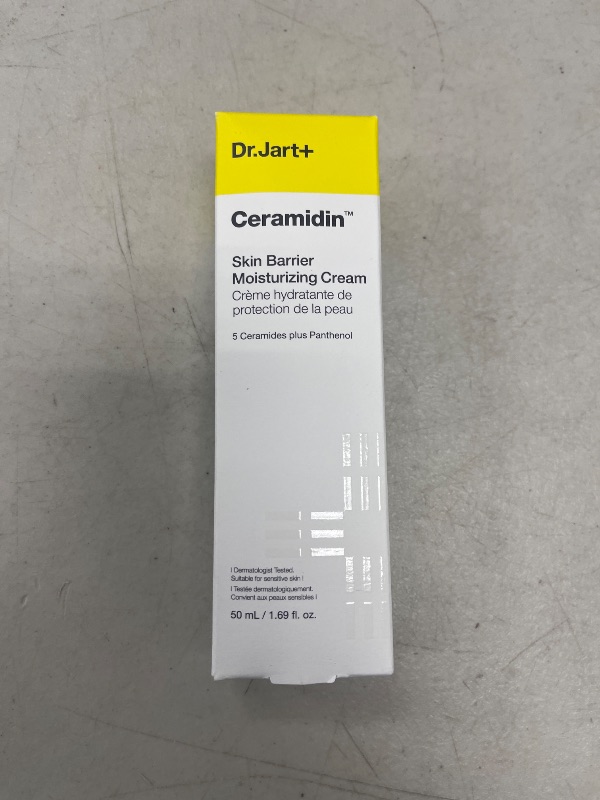 Dr.Jart+
Ceramidin™
Skin Barrier
Moisturizing Cream
Crème hydratante de
protection de la peau
5 Ceramides plus Panthenol
| Dermatologist Tested.
Suitable for sensitive skin |
| Testée dermatologiquement.
Convient aux peaux sensibles |
50 mL / 1.69 fl. oz.